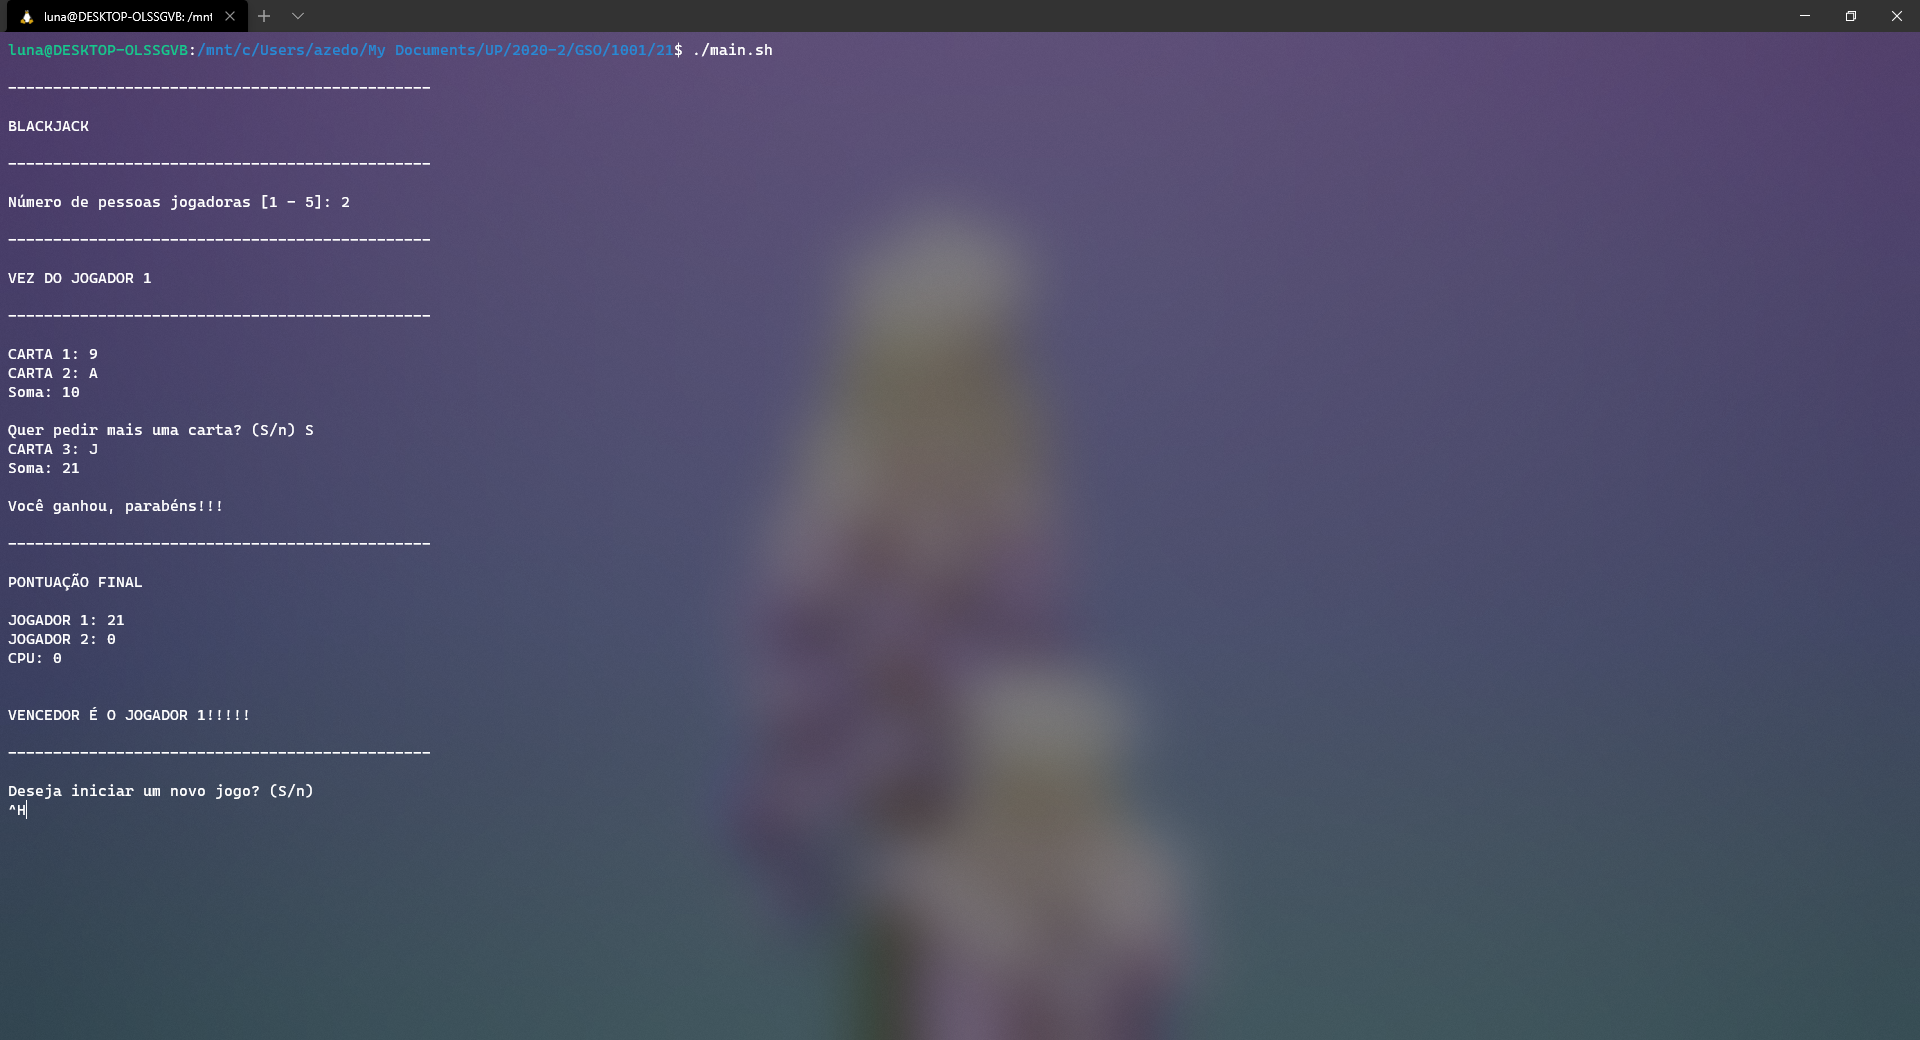 luna@DESKTOP-OLSSGVB: /mnt
luna@DESKTOP-OLSSGVB:/mnt/c/Users/azedo/My Documents/UP/2020-2/GSO/1001/21$ ./main.sh
-----------------------------------------------
BLACKJACK
-----------------------------------------------
Número de pessoas jogadoras [1 - 5]: 2
-----------------------------------------------
VEZ DO JOGADOR 1
-----------------------------------------------
CARTA 1: 9
CARTA 2: A
Soma: 10
Quer pedir mais uma carta? (S/n) S
CARTA 3: J
Soma: 21
Você ganhou, parabéns!!!
-----------------------------------------------
PONTUAÇÃO FINAL
JOGADOR 1: 21
JOGADOR 2: 0
CPU: 0
VENCEDOR É O JOGADOR 1!!!!!
-----------------------------------------------
Deseja iniciar um novo jogo? (S/n)
^H